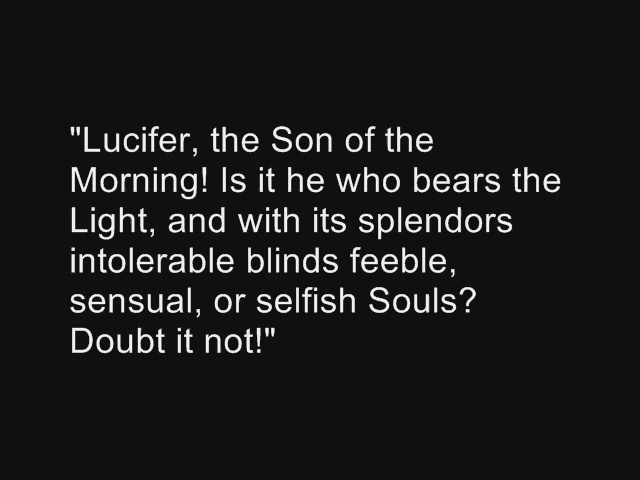 "Lucifer, the Son of the
Morning! Is it he who bears the
Light, and with its splendors
intolerable blinds feeble,
sensual, or selfish Souls?
Doubt it not!"